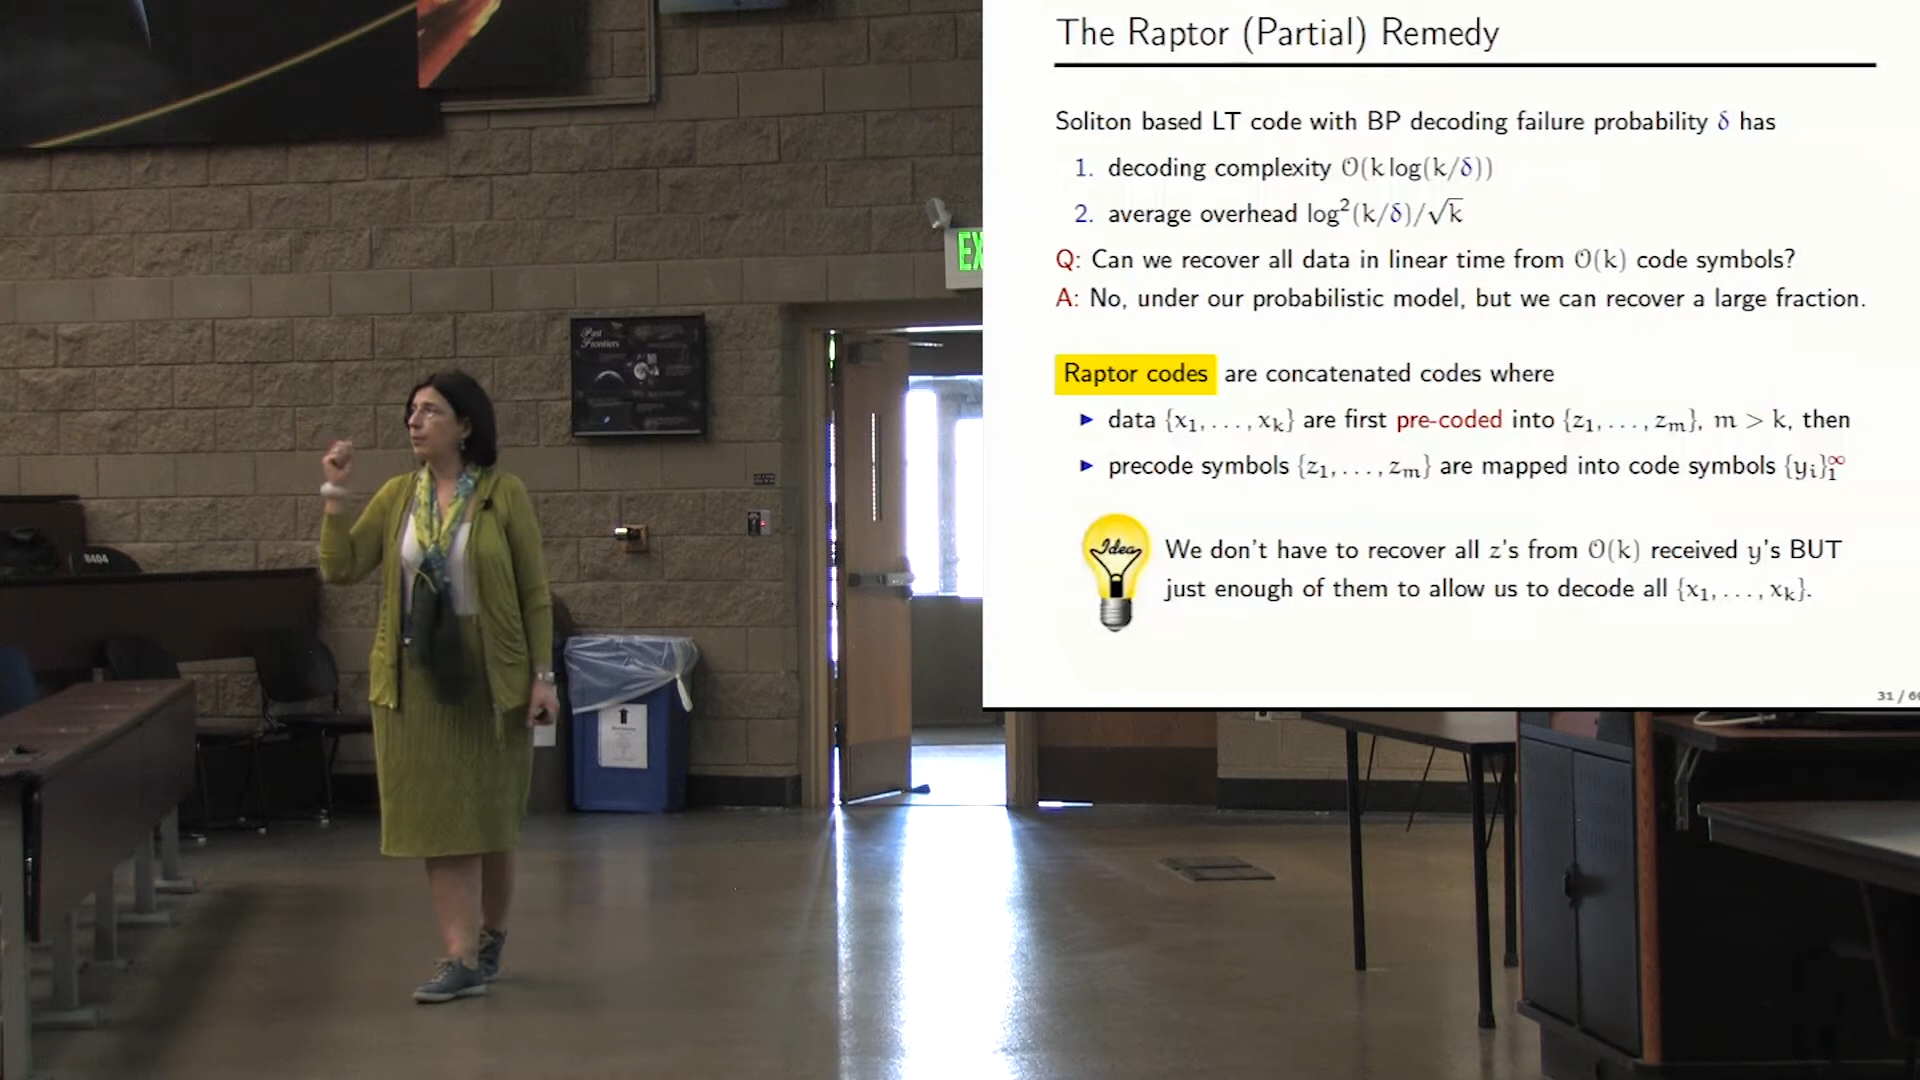 The Raptor (Partial) Remedy
Soliton based LT code with BP decoding failure probability δ has
1. decoding complexity O(k log(k/δ))
2. average overhead log²(k/δ)/√k
Q: Can we recover all data in linear time from O(k) code symbols?
A: No, under our probabilistic model, but we can recover a large fraction.
Raptor codes are concatenated codes where
▶ data {x₁, . . . , xₖ} are first pre-coded into {z₁, . . . , zₘ}, m > k, then
▶ precode symbols {z₁, . . . , zₘ} are mapped into code symbols {yᵢ}₁^∞
Idea
We don't have to recover all z's from O(k) received y's BUT
just enough of them to allow us to decode all {x₁, . . . , xₖ}.
31 / 6
EX
Past
Frontiers